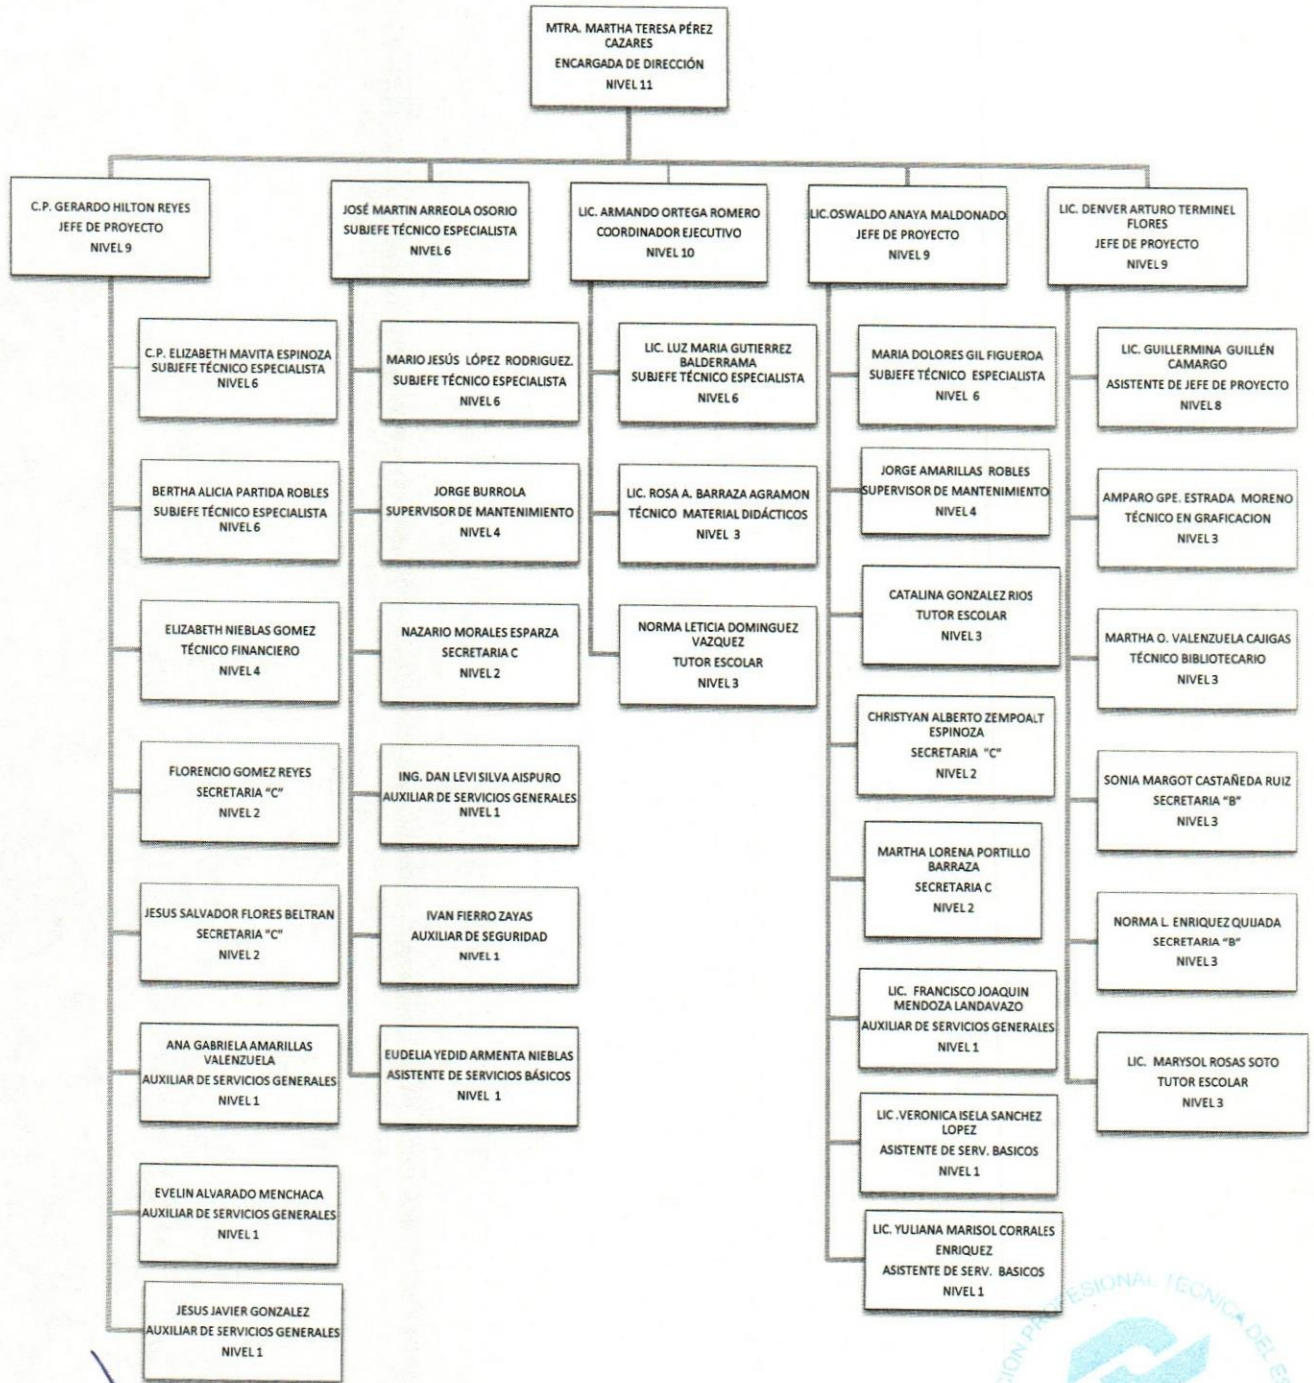 MTRA. MARTHA TERESA PÉREZ
CAZARES
ENCARGADA DE DIRECCIÓN
NIVEL 11
C.P. GERARDO HILTON REYES
JEFE DE PROYECTO
NIVEL 9
JOSÉ MARTIN ARREOLA OSORIO
SUBJEFE TÉCNICO ESPECIALISTA
NIVEL 6
LIC. ARMANDO ORTEGA ROMERO
COORDINADOR EJECUTIVO
NIVEL 10
LIC.OSWALDO ANAYA MALDONADO
JEFE DE PROYECTO
NIVEL 9
LIC. DENVER ARTURO TERMINEL
FLORES
JEFE DE PROYECTO
NIVEL 9
C.P. ELIZABETH MAVITA ESPINOZA
SUBJEFE TÉCNICO ESPECIALISTA
NIVEL 6
BERTHA ALICIA PARTIDA ROBLES
SUBJEFE TÉCNICO ESPECIALISTA
NIVEL 6
ELIZABETH NIEBLAS GOMEZ
TÉCNICO FINANCIERO
NIVEL 4
FLORENCIO GOMEZ REYES
SECRETARIA "C"
NIVEL 2
JESUS SALVADOR FLORES BELTRAN
SECRETARIA "C"
NIVEL 2
ANA GABRIELA AMARILLAS
VALENZUELA
AUXILIAR DE SERVICIOS GENERALES
NIVEL 1
EVELIN ALVARADO MENCHACA
AUXILIAR DE SERVICIOS GENERALES
NIVEL 1
JESUS JAVIER GONZALEZ
AUXILIAR DE SERVICIOS GENERALES
NIVEL 1
MARIO JESÚS LÓPEZ RODRIGUEZ.
SUBJEFE TÉCNICO ESPECIALISTA
NIVEL 6
JORGE BURROLA
SUPERVISOR DE MANTENIMIENTO
NIVEL 4
NAZARIO MORALES ESPARZA
SECRETARIA C
NIVEL 2
ING. DAN LEVI SILVA AISPURO
AUXILIAR DE SERVICIOS GENERALES
NIVEL 1
IVAN FIERRO ZAYAS
AUXILIAR DE SEGURIDAD
NIVEL 1
EUDELIA YEDID ARMENTA NIEBLAS
ASISTENTE DE SERVICIOS BÁSICOS
NIVEL 1
LIC. LUZ MARIA GUTIERREZ
BALDERRAMA
SUBJEFE TÉCNICO ESPECIALISTA
NIVEL 6
LIC. ROSA A. BARRAZA AGRAMON
TÉCNICO MATERIAL DIDÁCTICOS
NIVEL 3
NORMA LETICIA DOMINGUEZ
VAZQUEZ
TUTOR ESCOLAR
NIVEL 3
MARIA DOLORES GIL FIGUEROA
SUBJEFE TÉCNICO ESPECIALISTA
NIVEL 6
JORGE AMARILLAS ROBLES
SUPERVISOR DE MANTENIMIENTO
NIVEL 4
CATALINA GONZALEZ RIOS
TUTOR ESCOLAR
NIVEL 3
CHRISTYAN ALBERTO ZEMPOALT
ESPINOZA
SECRETARIA "C"
NIVEL 2
MARTHA LORENA PORTILLO
BARRAZA
SECRETARIA C
NIVEL 2
LIC. FRANCISCO JOAQUIN
MENDOZA LANDAVAZO
AUXILIAR DE SERVICIOS GENERALES
NIVEL 1
LIC .VERONICA ISELA SANCHEZ
LOPEZ
ASISTENTE DE SERV. BASICOS
NIVEL 1
LIC. YULIANA MARISOL CORRALES
ENRIQUEZ
ASISTENTE DE SERV. BASICOS
NIVEL 1
LIC. GUILLERMINA GUILLÉN
CAMARGO
ASISTENTE DE JEFE DE PROYECTO
NIVEL 8
AMPARO GPE. ESTRADA MORENO
TÉCNICO EN GRAFICACION
NIVEL 3
MARTHA O. VALENZUELA CAJIGAS
TÉCNICO BIBLIOTECARIO
NIVEL 3
SONIA MARGOT CASTAÑEDA RUIZ
SECRETARIA "B"
NIVEL 3
NORMA L. ENRIQUEZ QUIJADA
SECRETARIA "B"
NIVEL 3
LIC. MARYSOL ROSAS SOTO
TUTOR ESCOLAR
NIVEL 3
PROFESIONAL TECNICA DEL